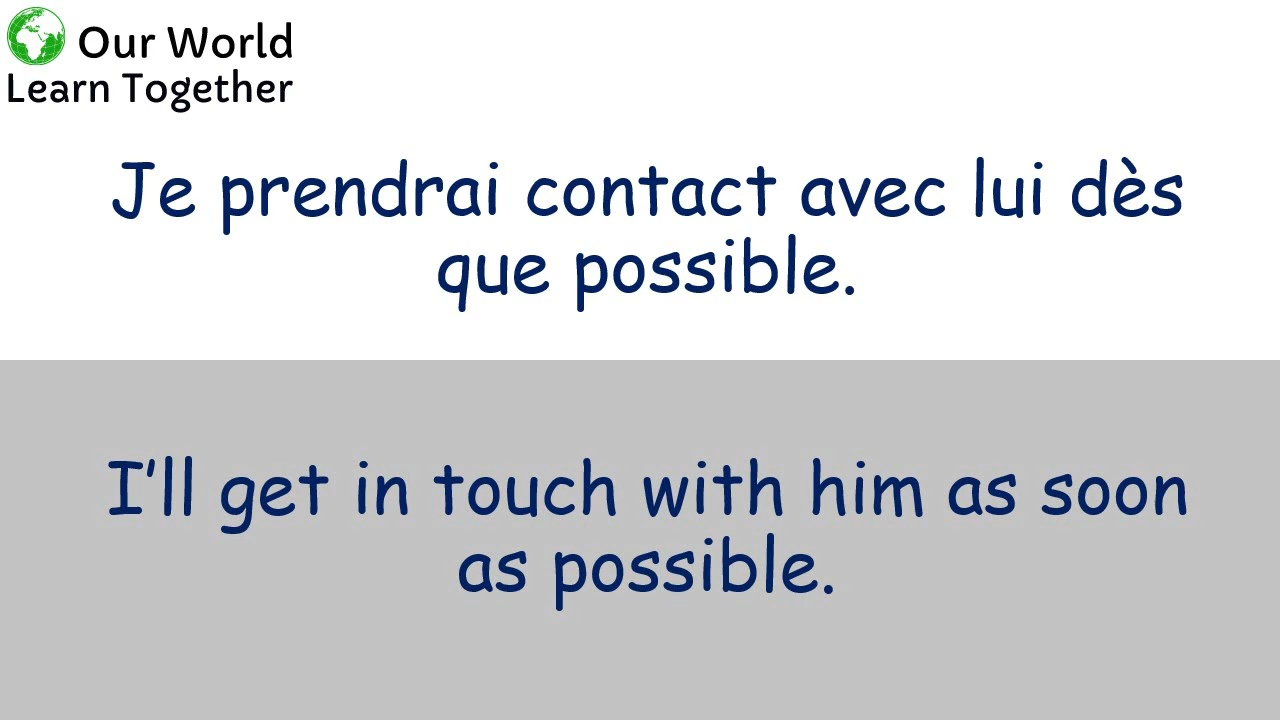 Our World
Learn Together
Je prendrai contact avec lui dès
que possible.
I’ll get in touch with him as soon
as possible.